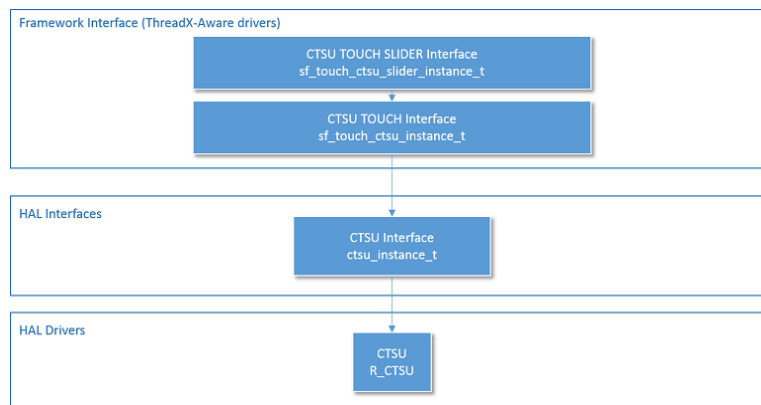 Framework Interface (ThreadX-Aware drivers)
CTSU TOUCH SLIDER Interface
sf_touch_ctsu_slider_instance_t
CTSU TOUCH Interface
sf_touch_ctsu_instance_t
HAL Interfaces
CTSU Interface
ctsu_instance_t
HAL Drivers
CTSU
R_CTSU